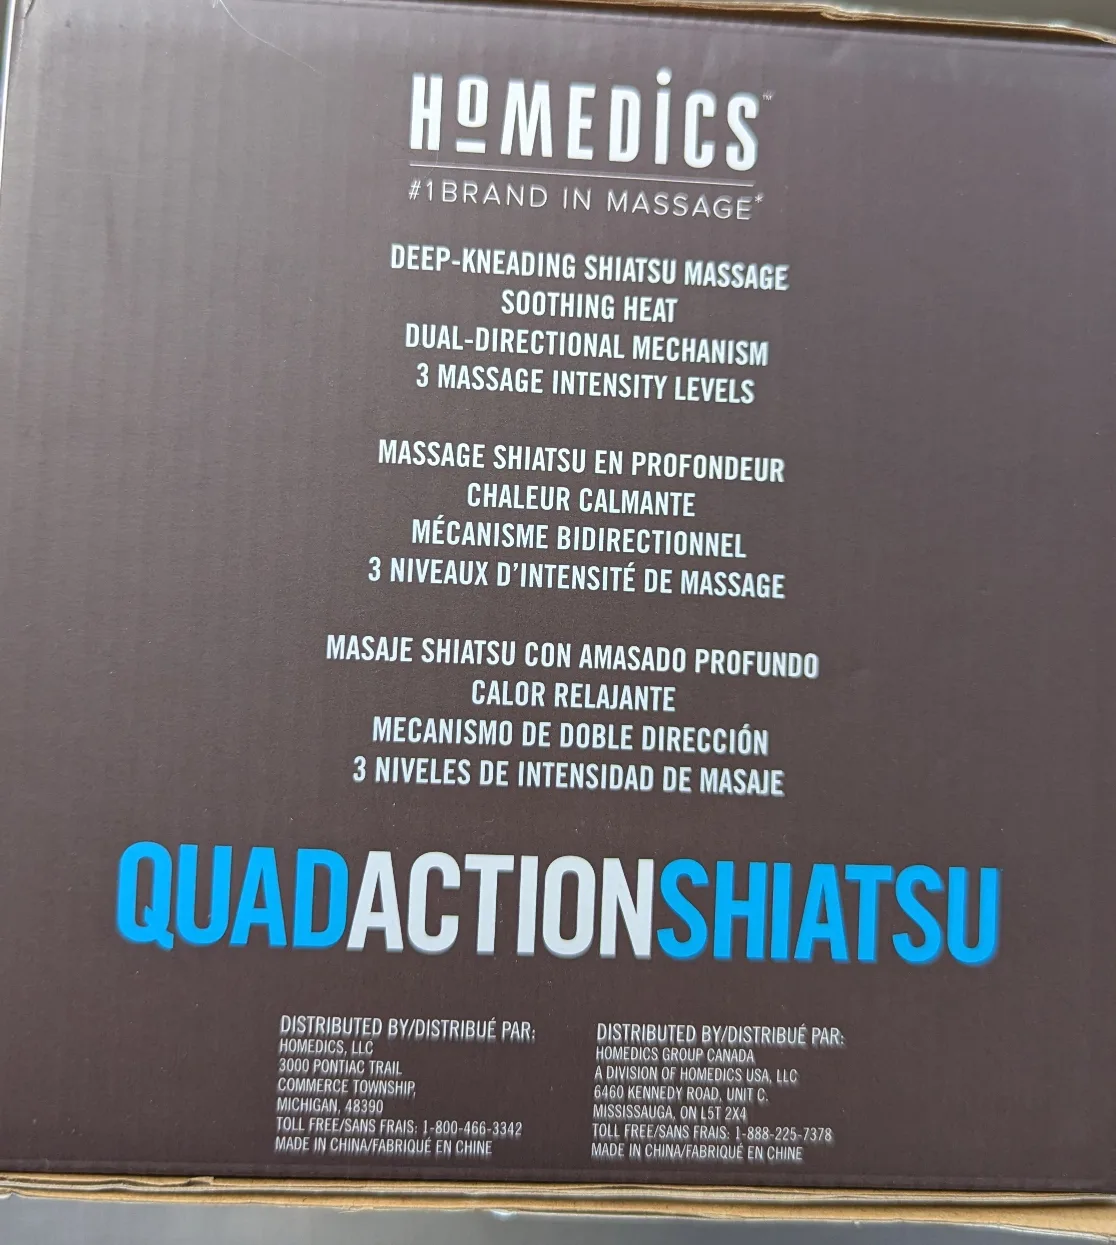 HOMEDICS™
#1 BRAND IN MASSAGE*
DEEP-KNEADING SHIATSU MASSAGE
SOOTHING HEAT
DUAL-DIRECTIONAL MECHANISM
3 MASSAGE INTENSITY LEVELS
MASSAGE SHIATSU EN PROFONDEUR
CHALEUR CALMANTE
MÉCANISME BIDIRECTIONNEL
3 NIVEAUX D'INTENSITÉ DE MASSAGE
MASAJE SHIATSU CON AMASADO PROFUNDO
CALOR RELAJANTE
MECANISMO DE DOBLE DIRECCIÓN
3 NIVELES DE INTENSIDAD DE MASAJE
QUADACTIONSHIATSU
DISTRIBUTED BY/DISTRIBUÉ PAR:
HOMEDICS, LLC
3000 PONTIAC TRAIL
COMMERCE TOWNSHIP,
MICHIGAN, 48390
TOLL FREE/SANS FRAIS: 1-800-466-3342
MADE IN CHINA/FABRIQUÉ EN CHINE
DISTRIBUTED BY/DISTRIBUÉ PAR:
HOMEDICS GROUP CANADA
A DIVISION OF HOMEDICS USA, LLC
6460 KENNEDY ROAD, UNIT C.
MISSISSAUGA, ON L5T 2X4
TOLL FREE/SANS FRAIS: 1-888-225-7378
MADE IN CHINA/FABRIQUÉ EN CHINE